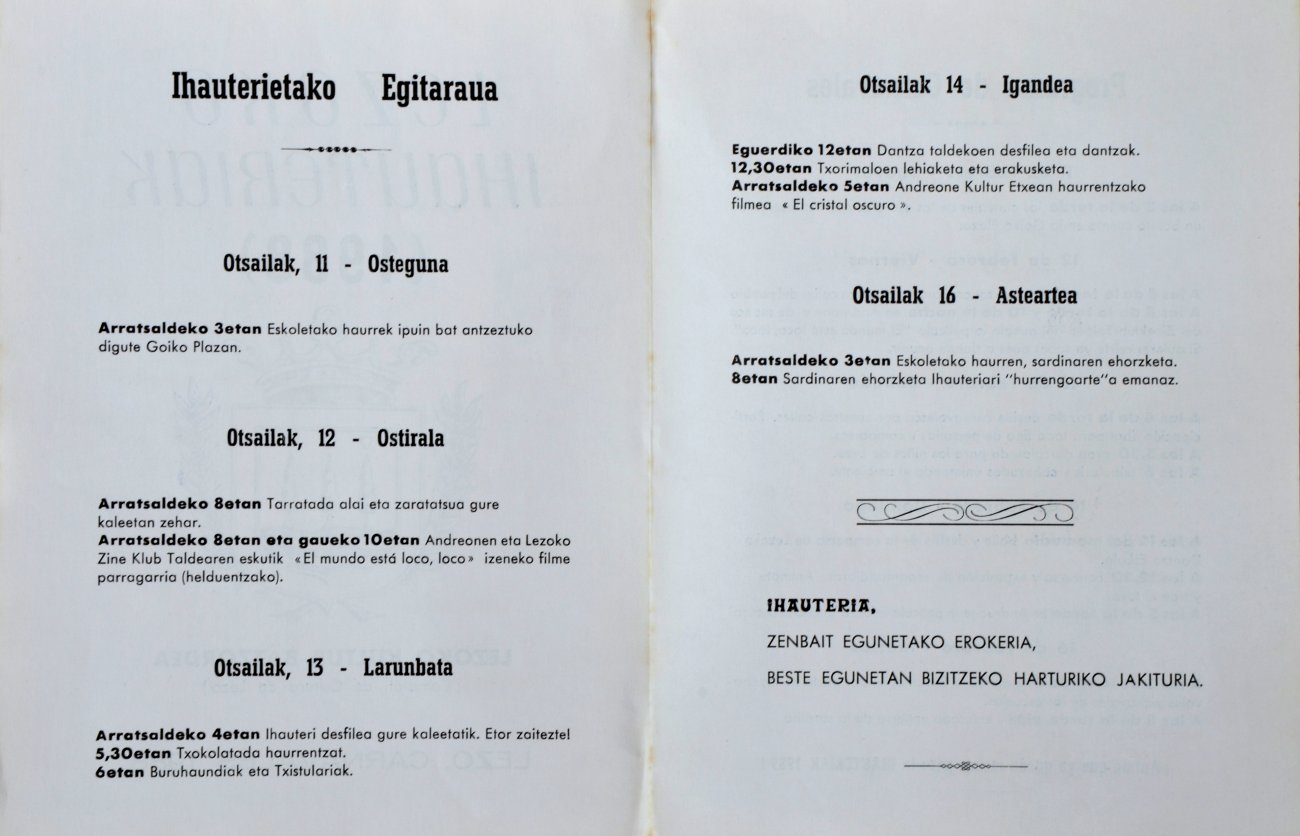 Ihauterietako Egitaraua
Otsailak, 11 - Osteguna
Arratsaldeko 3etan Eskoletako haurrek ipuin bat antzeztuko
digute Goiko Plazan.
Otsailak, 12 - Ostirala
Arratsaldeko 8etan Tarratada alai eta zaratatsua gure
kaleetan zehar.
Arratsaldeko 8etan eta gaueko 10etan Andreonen eta Lezoko
Zine Klub Taldearen eskutik «El mundo está loco, loco» izeneko filme
parragarria (helduentzako).
Otsailak, 13 - Larunbata
Arratsaldeko 4etan Ihauteri desfilea gure kaleetatik. Etor zaitezte!
5,30etan Txokolatada haurrentzat.
6etan Buruhaundiak eta Txistulariak.
Otsailak 14 - Igandea
Eguerdiko 12etan Dantza taldekoen desfilea eta dantzak.
12,30etan Txorimaloen lehiaketa eta erakusketa.
Arratsaldeko 5etan Andreone Kultur Etxean haurrentzako
filmea « El cristal oscuro ».
Otsailak 16 - Asteartea
Arratsaldeko 3etan Eskoletako haurren, sardinaren ehorzketa.
8etan Sardinaren ehorzketa Ihauteriari "hurrengoarte"a emanaz.
IHAUTERIA,
ZENBAIT EGUNETAKO EROKERIA,
BESTE EGUNETAN BIZITZEKO HARTURIKO JAKITURIA.